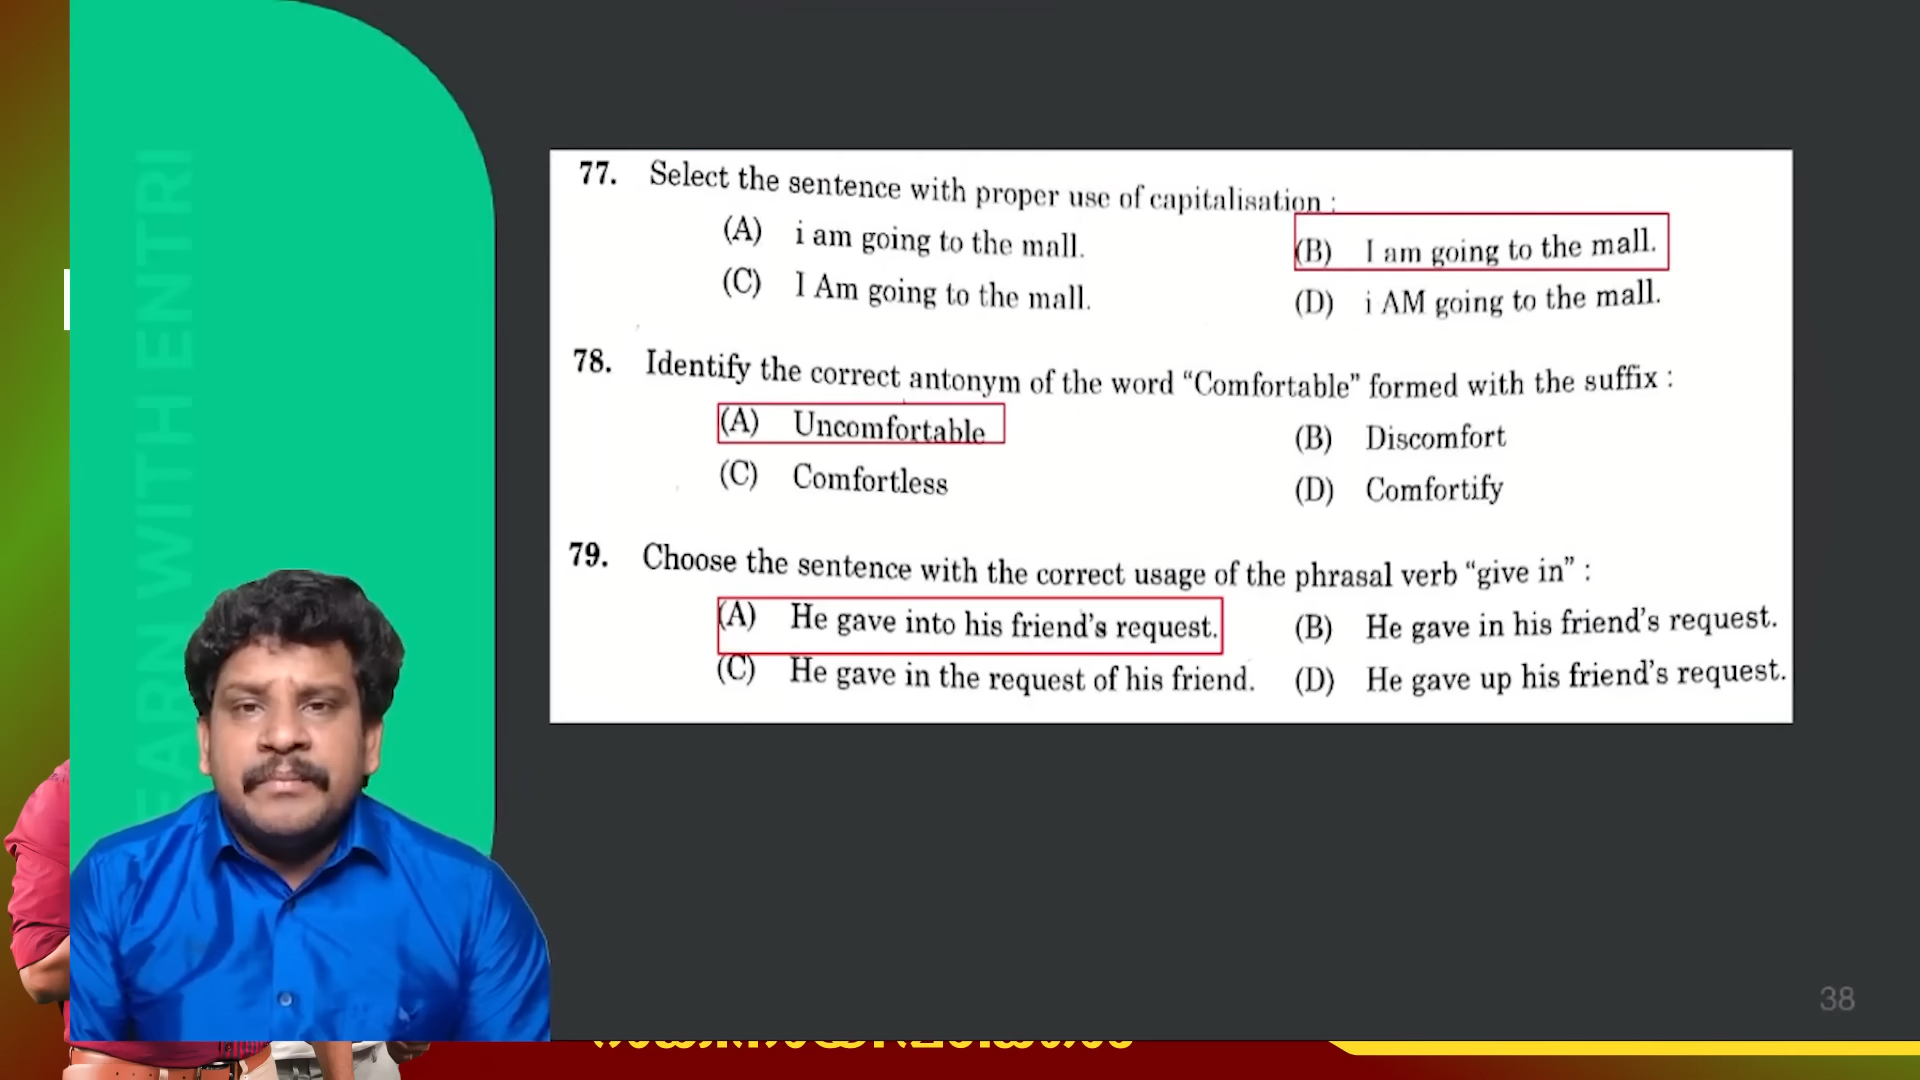 LEARN WITH ENTRI
77. Select the sentence with proper use of capitalisation :
(A) i am going to the mall. (B) I am going to the mall.
(C) I Am going to the mall. (D) i AM going to the mall.
78. Identify the correct antonym of the word “Comfortable” formed with the suffix :
(A) Uncomfortable (B) Discomfort
(C) Comfortless (D) Comfortify
79. Choose the sentence with the correct usage of the phrasal verb “give in” :
(A) He gave into his friend’s request. (B) He gave in his friend’s request.
(C) He gave in the request of his friend. (D) He gave up his friend’s request.
38